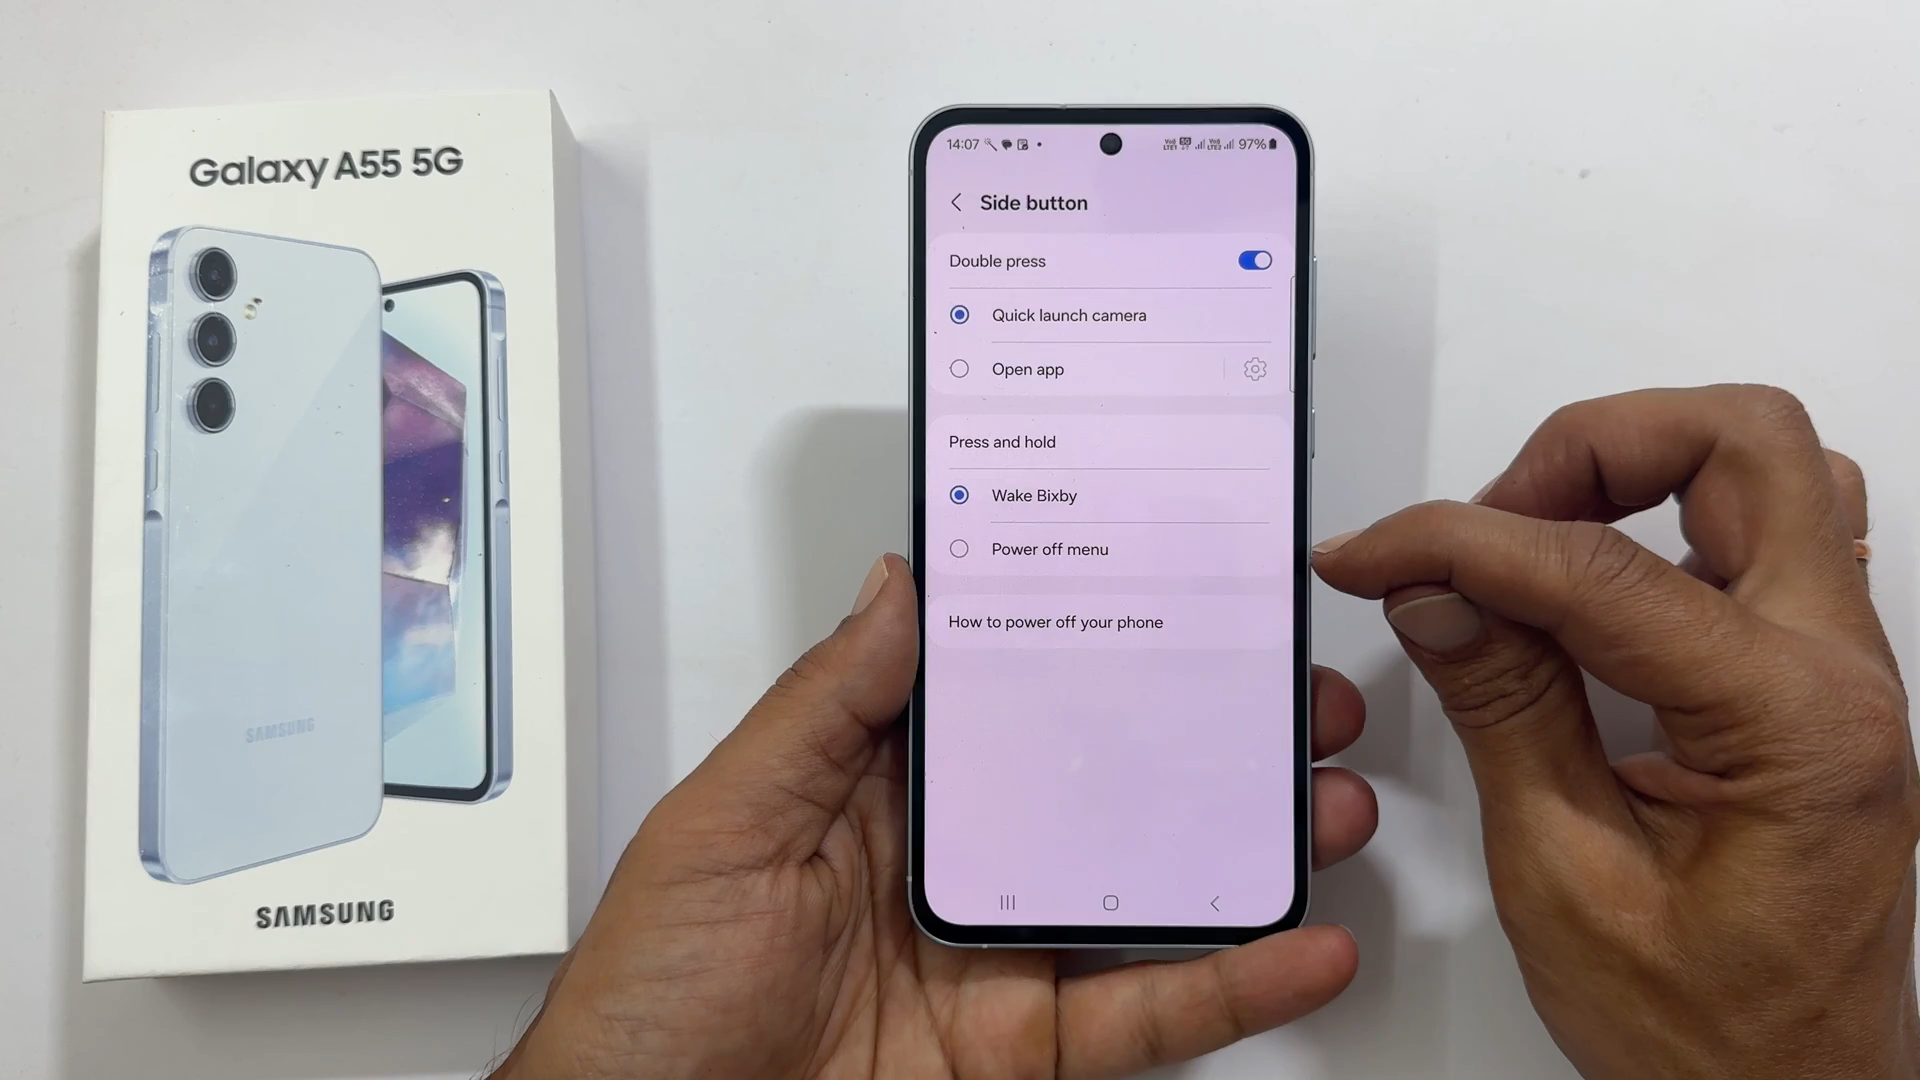 Galaxy A55 5G
SAMSUNG
SAMSUNG
14:07
97%
Side button
Double press
Quick launch camera
Open app
Press and hold
Wake Bixby
Power off menu
How to power off your phone